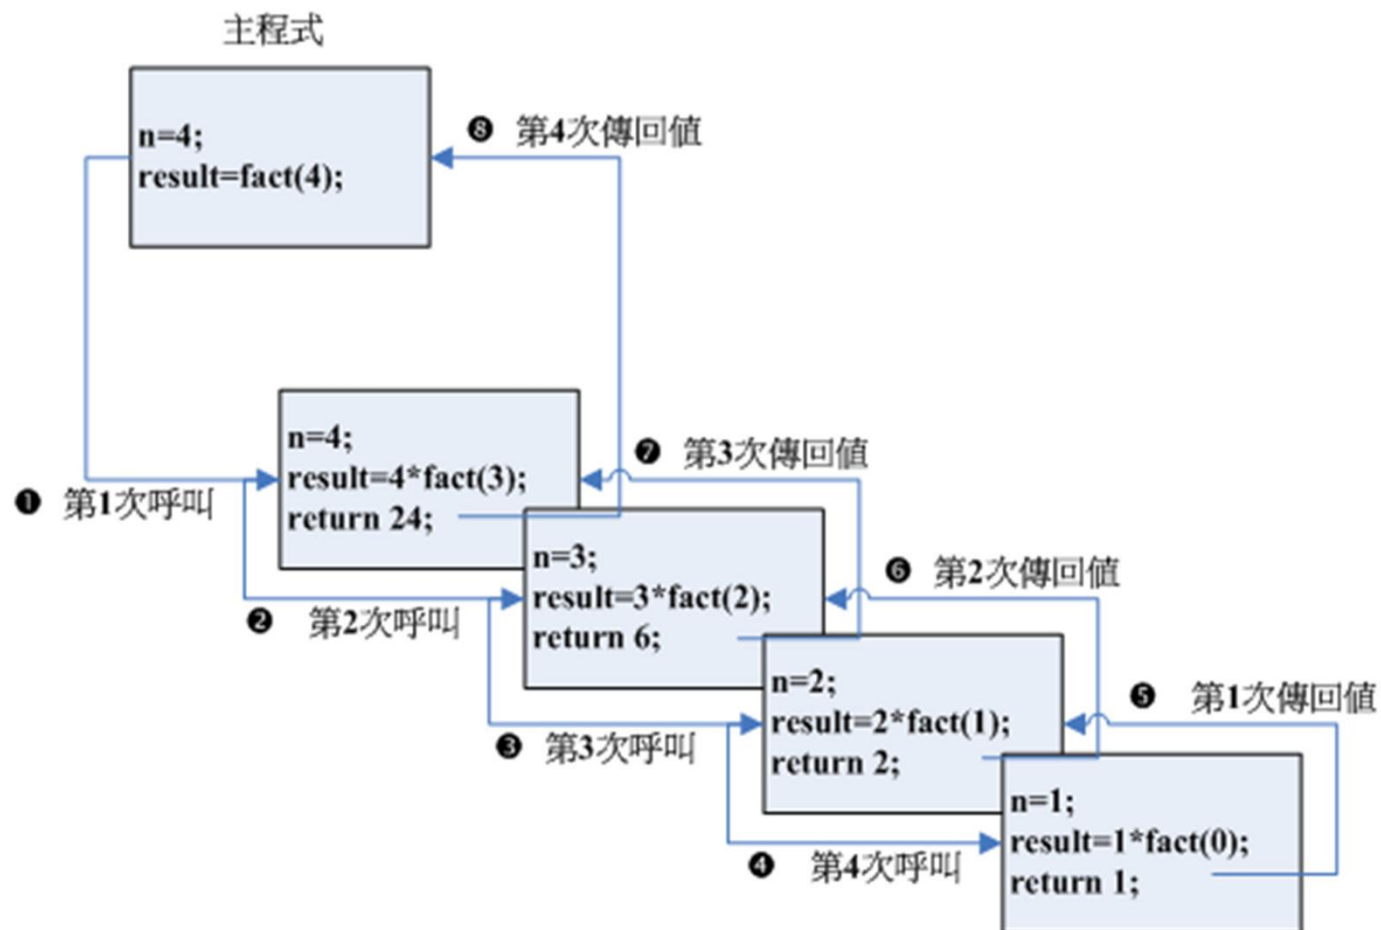 主程式
n=4;
result=fact(4);
❽ 第4次傳回值
n=4;
result=4*fact(3);
return 24;
❼ 第3次傳回值
❶ 第1次呼叫
n=3;
result=3*fact(2);
return 6;
❻ 第2次傳回值
❷ 第2次呼叫
n=2;
result=2*fact(1);
return 2;
❺ 第1次傳回值
❸ 第3次呼叫
n=1;
result=1*fact(0);
return 1;
❹ 第4次呼叫